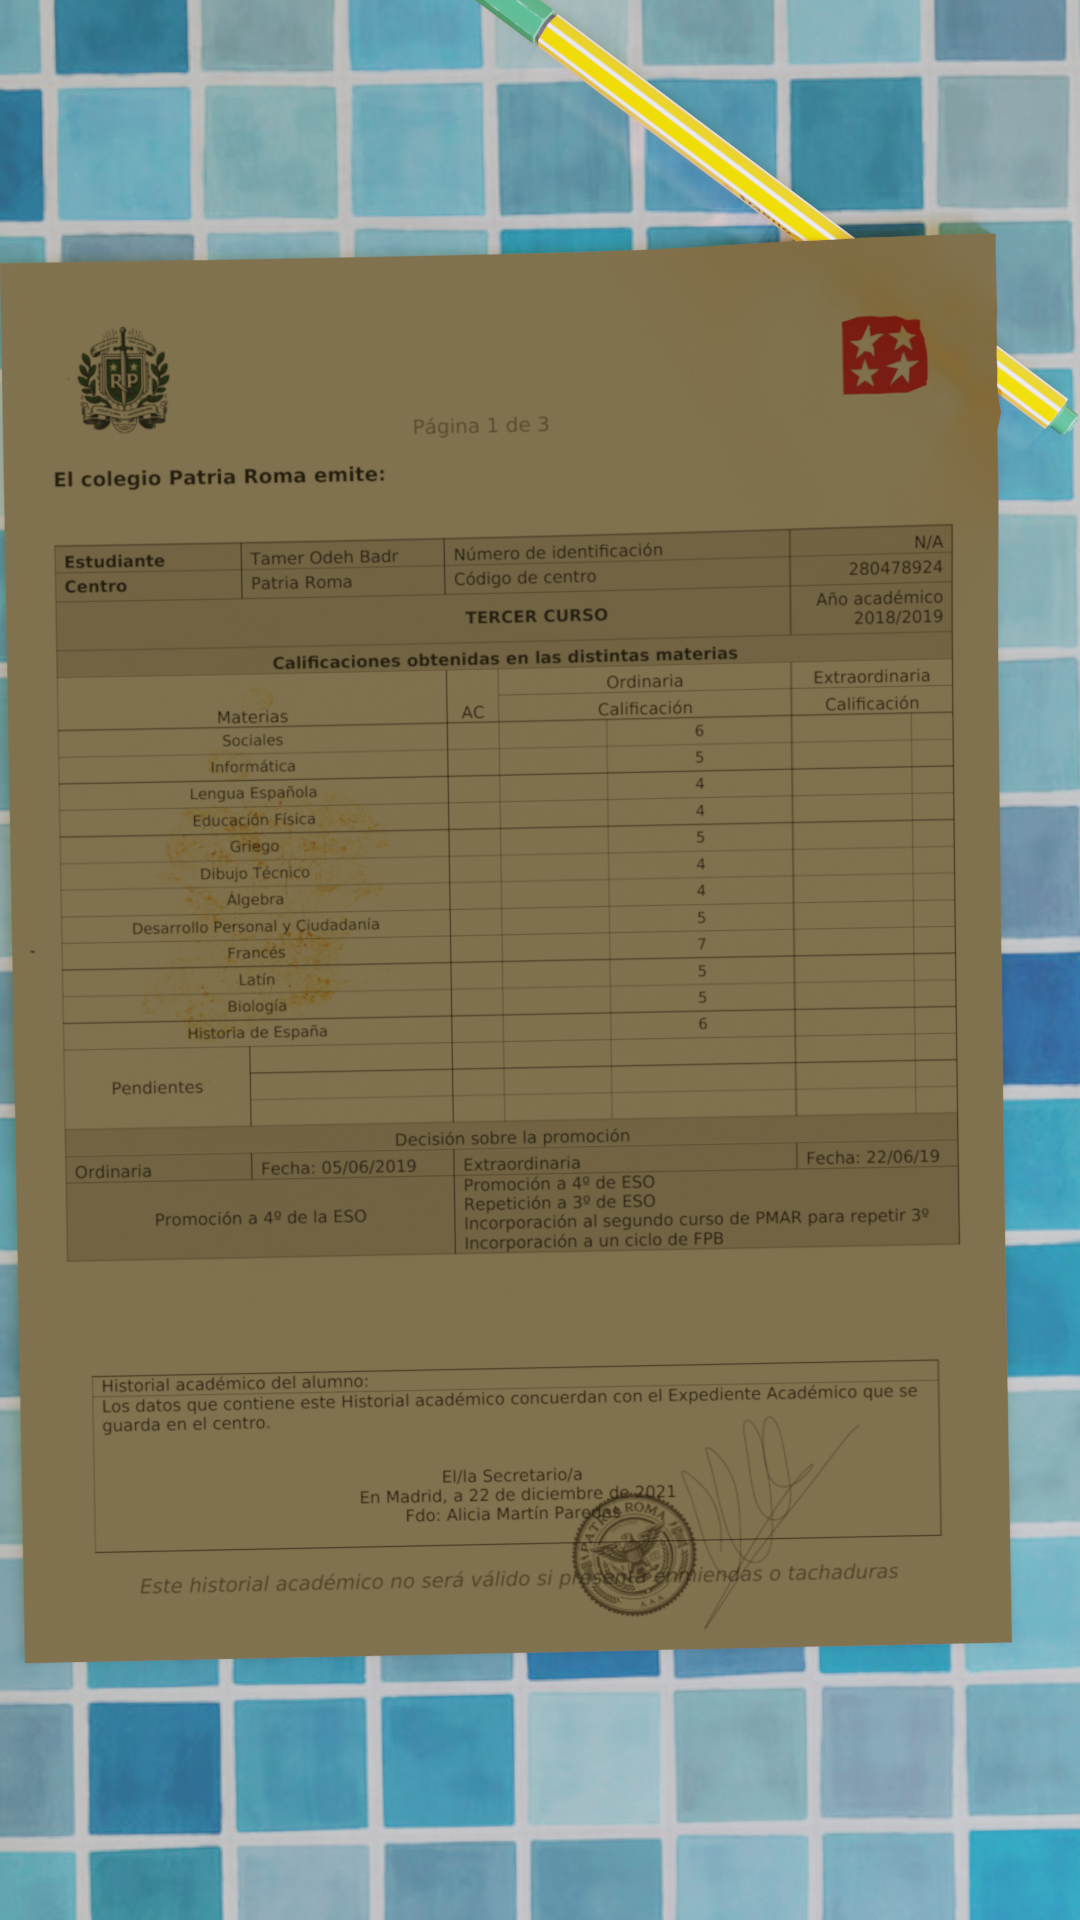 Página 1 de 3
El colegio Patria Roma emite:
Estudiante Tamer Odeh Badr Número de identificación N/A
Centro Patria Roma Código de centro 280478924
TERCER CURSO Año académico 2018/2019
Calificaciones obtenidas en las distintas materias
Materias AC Ordinaria Extraordinaria
Calificación Calificación
Sociales 6
Informática 5
Lengua Española 4
Educación Física 4
Griego 5
Dibujo Técnico 4
Álgebra 4
Desarrollo Personal y Ciudadanía 5
Francés 7
Latín 5
Biología 5
Historia de España 6
Pendientes
Decisión sobre la promoción
Ordinaria Fecha: 05/06/2019 Extraordinaria Fecha: 22/06/19
Promoción a 4º de la ESO
Promoción a 4º de ESO
Repetición a 3º de ESO
Incorporación al segundo curso de PMAR para repetir 3º
Incorporación a un ciclo de FPB
Historial académico del alumno:
Los datos que contiene este Historial académico concuerdan con el Expediente Académico que se
guarda en el centro.
El/la Secretario/a
En Madrid, a 22 de diciembre de 2021
Fdo: Alicia Martín Paredes
PATRIA ROMA
AAA
Este historial académico no será válido si presenta enmiendas o tachaduras